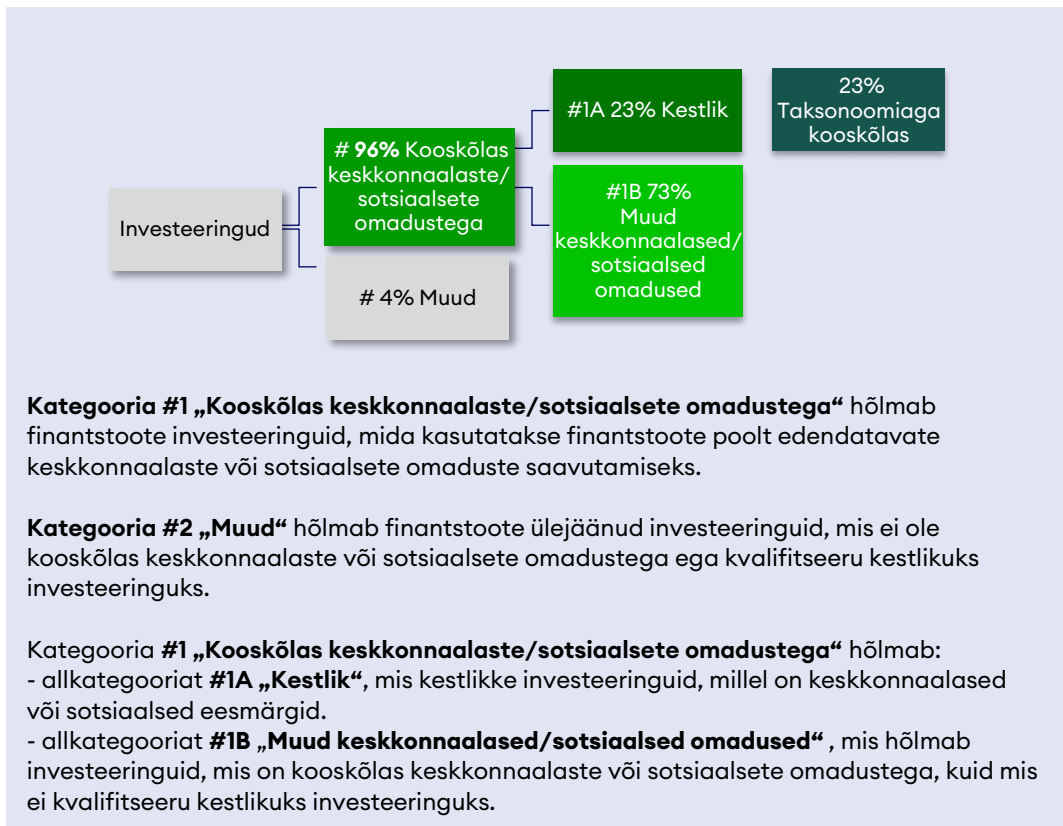 Investeeringud
# 96% Kooskõlas
keskkonnaalaste/
sotsiaalsete
omadustega
# 4% Muud
#1A 23% Kestlik
#1B 73%
Muud
keskkonnaalased/
sotsiaalsed
omadused
23%
Taksonoomiaga
kooskõlas
Kategooria #1 „Kooskõlas keskkonnaalaste/sotsiaalsete omadustega“ hõlmab
finantstoote investeeringuid, mida kasutatakse finantstoote poolt edendatavate
keskkonnaalaste või sotsiaalsete omaduste saavutamiseks.
Kategooria #2 „Muud“ hõlmab finantstoote ülejäänud investeeringuid, mis ei ole
kooskõlas keskkonnaalaste või sotsiaalsete omadustega ega kvalifitseeru kestlikuks
investeeringuks.
Kategooria #1 „Kooskõlas keskkonnaalaste/sotsiaalsete omadustega“ hõlmab:
- allkategooriat #1A „Kestlik“, mis kestlikke investeeringuid, millel on keskkonnaalased
või sotsiaalsed eesmärgid.
- allkategooriat #1B „Muud keskkonnaalased/sotsiaalsed omadused“ , mis hõlmab
investeeringuid, mis on kooskõlas keskkonnaalaste või sotsiaalsete omadustega, kuid mis
ei kvalifitseeru kestlikuks investeeringuks.